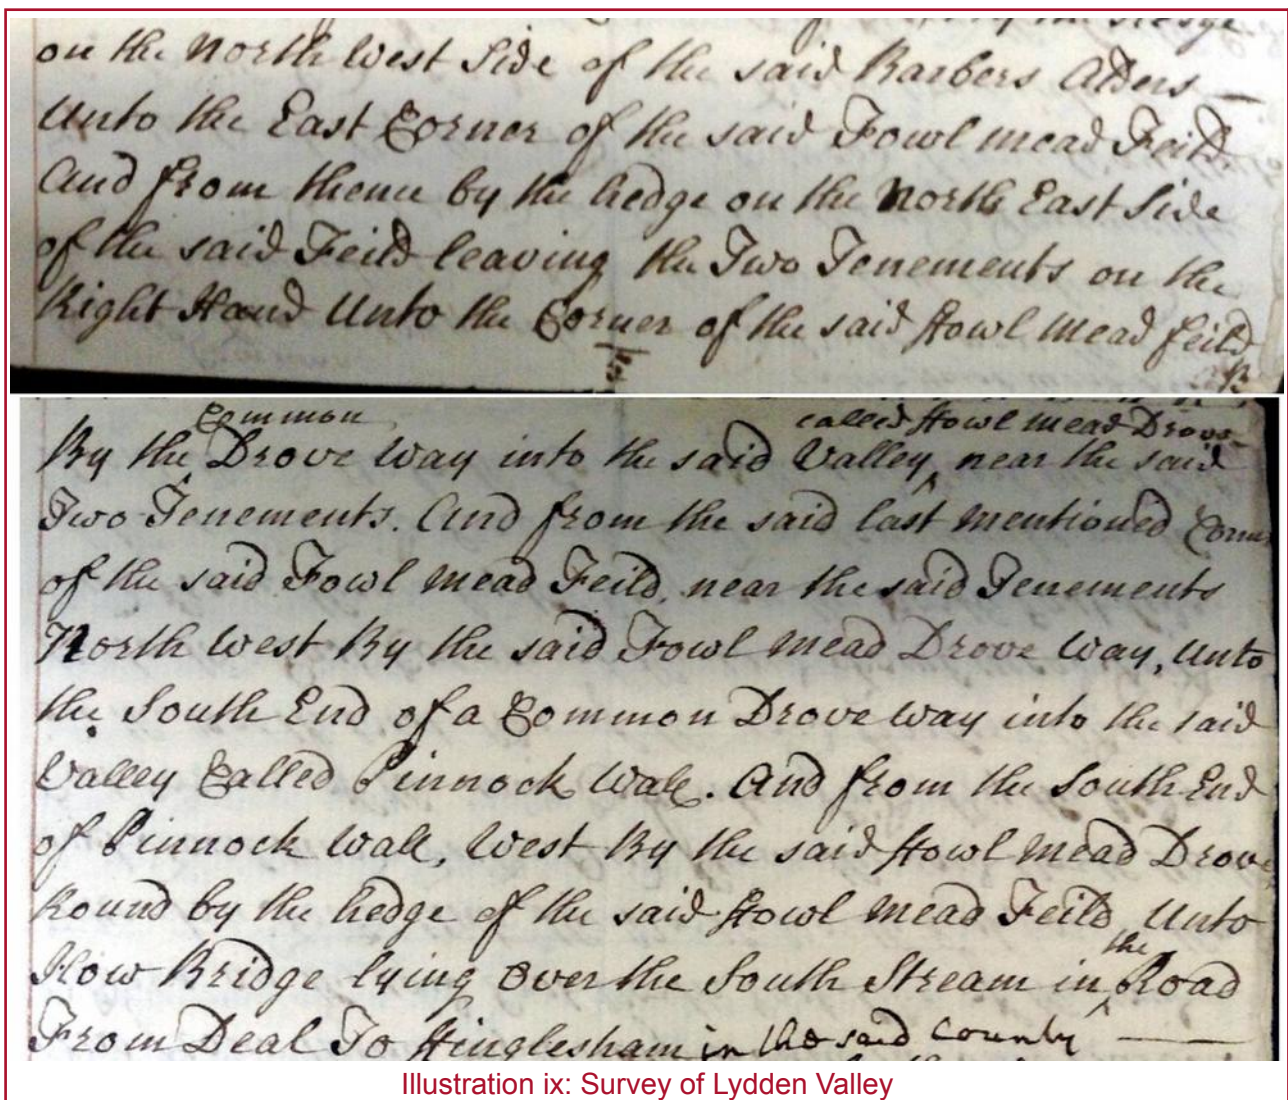 on the North West Side of the said Barbers Alders —
Unto the East Corner of the said Fowl mead Feild.
And from thence by the hedge on the North East Side
of the said Feild leaving the Two Tenements on the
Right Hand Unto the Corner of the said Fowl mead feild
Common called Fowl mead Drove
By the Drove Way into the said Valley near the said
Two Tenements. And from the said last mentioned Corner
of the said Fowl mead Feild, near the said Tenements
North West By the said Fowl mead Drove Way, unto
the South End of a Common Drove Way into the said
Valley Called Pinnock Wall. And from the South End
of Pinnock Wall, West By the said Fowl mead Drove
Round by the hedge of the said Fowl mead Feild, Unto
the
How Bridge lying Over the South Stream in Road
From Deal To Finglesham in the said County —
Illustration ix: Survey of Lydden Valley